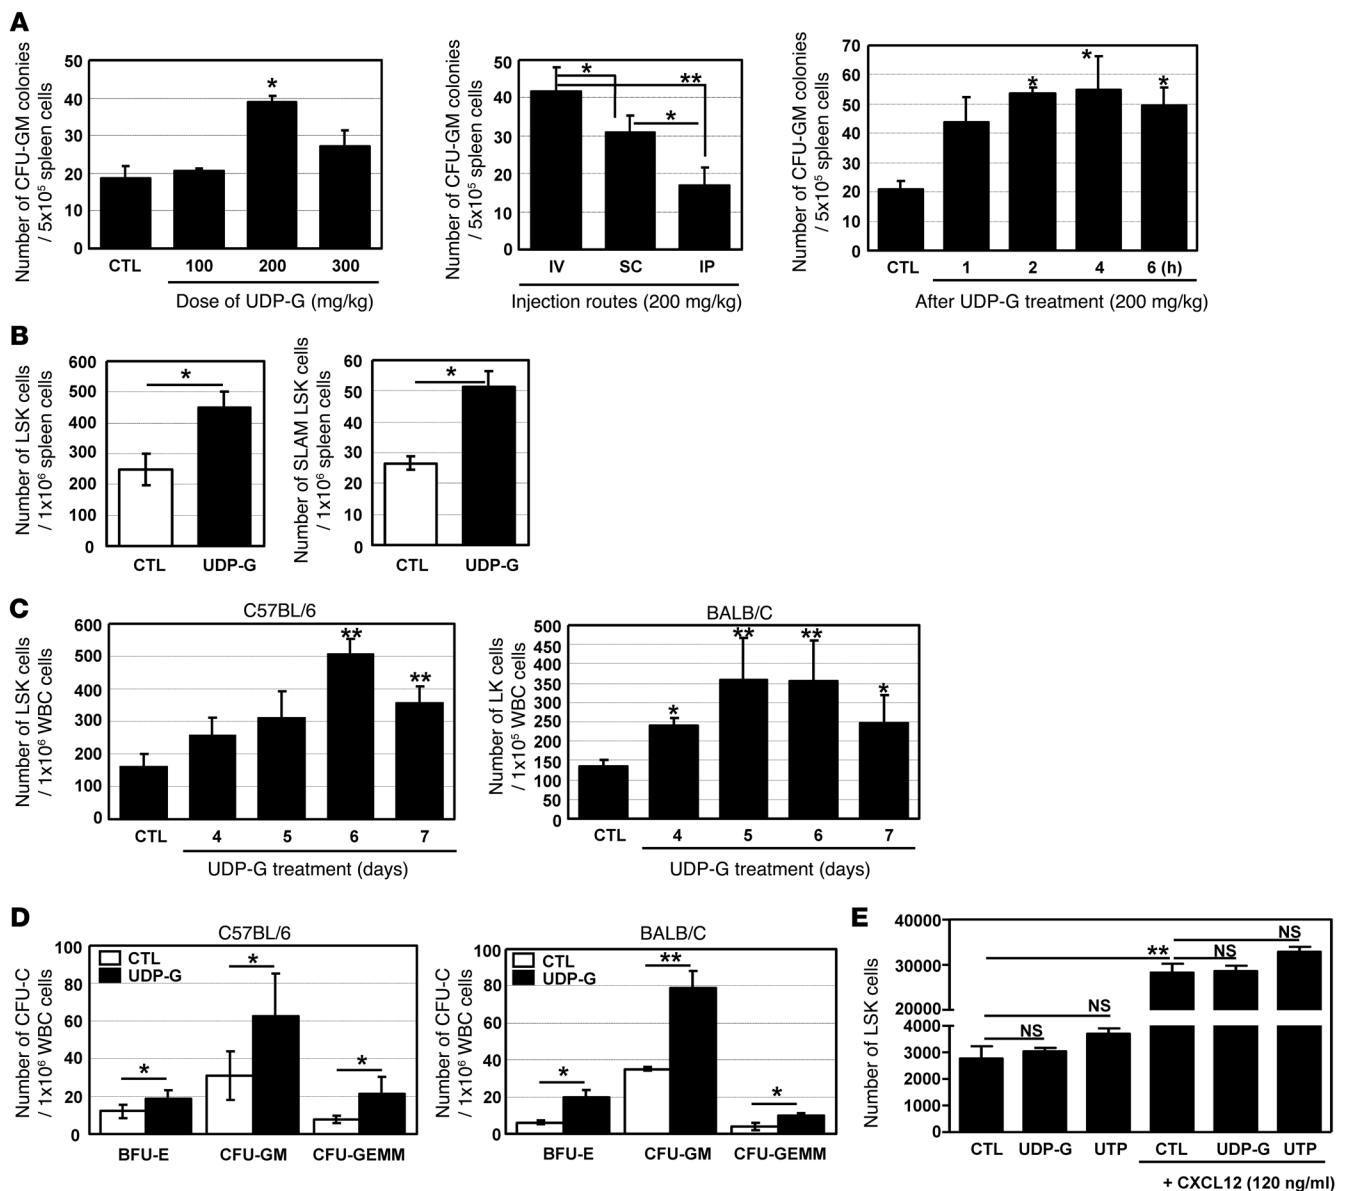 A
Number of CFU-GM colonies
/ 5x10⁵ spleen cells
50
40
30
20
10
0
*
CTL 100 200 300
Dose of UDP-G (mg/kg)
Number of CFU-GM colonies
/ 5x10⁵ spleen cells
50
40
30
20
10
0
* ** *
IV SC IP
Injection routes (200 mg/kg)
Number of CFU-GM colonies
/ 5x10⁵ spleen cells
70
60
50
40
30
20
10
0
* * *
CTL 1 2 4 6 (h)
After UDP-G treatment (200 mg/kg)
B
Number of LSK cells
/ 1x10⁶ spleen cells
600
500
400
300
200
100
0
*
CTL UDP-G
Number of SLAM LSK cells
/ 1x10⁶ spleen cells
60
50
40
30
20
10
0
*
CTL UDP-G
C
C57BL/6
Number of LSK cells
/ 1x10⁶ WBC cells
600
500
400
300
200
100
0
** **
CTL 4 5 6 7
UDP-G treatment (days)
BALB/C
Number of LK cells
/ 1x10⁵ WBC cells
500
450
400
350
300
250
200
150
100
50
0
* ** ** *
CTL 4 5 6 7
UDP-G treatment (days)
D
C57BL/6
Number of CFU-C
/ 1x10⁶ WBC cells
100
80
60
40
20
0
CTL
UDP-G
* * *
BFU-E CFU-GM CFU-GEMM
BALB/C
Number of CFU-C
/ 1x10⁶ WBC cells
100
80
60
40
20
0
CTL
UDP-G
* ** *
BFU-E CFU-GM CFU-GEMM
E
Number of LSK cells
40000
30000
20000
4000
3000
2000
1000
0
NS NS ** NS NS
CTL UDP-G UTP CTL UDP-G UTP
+ CXCL12 (120 ng/ml)